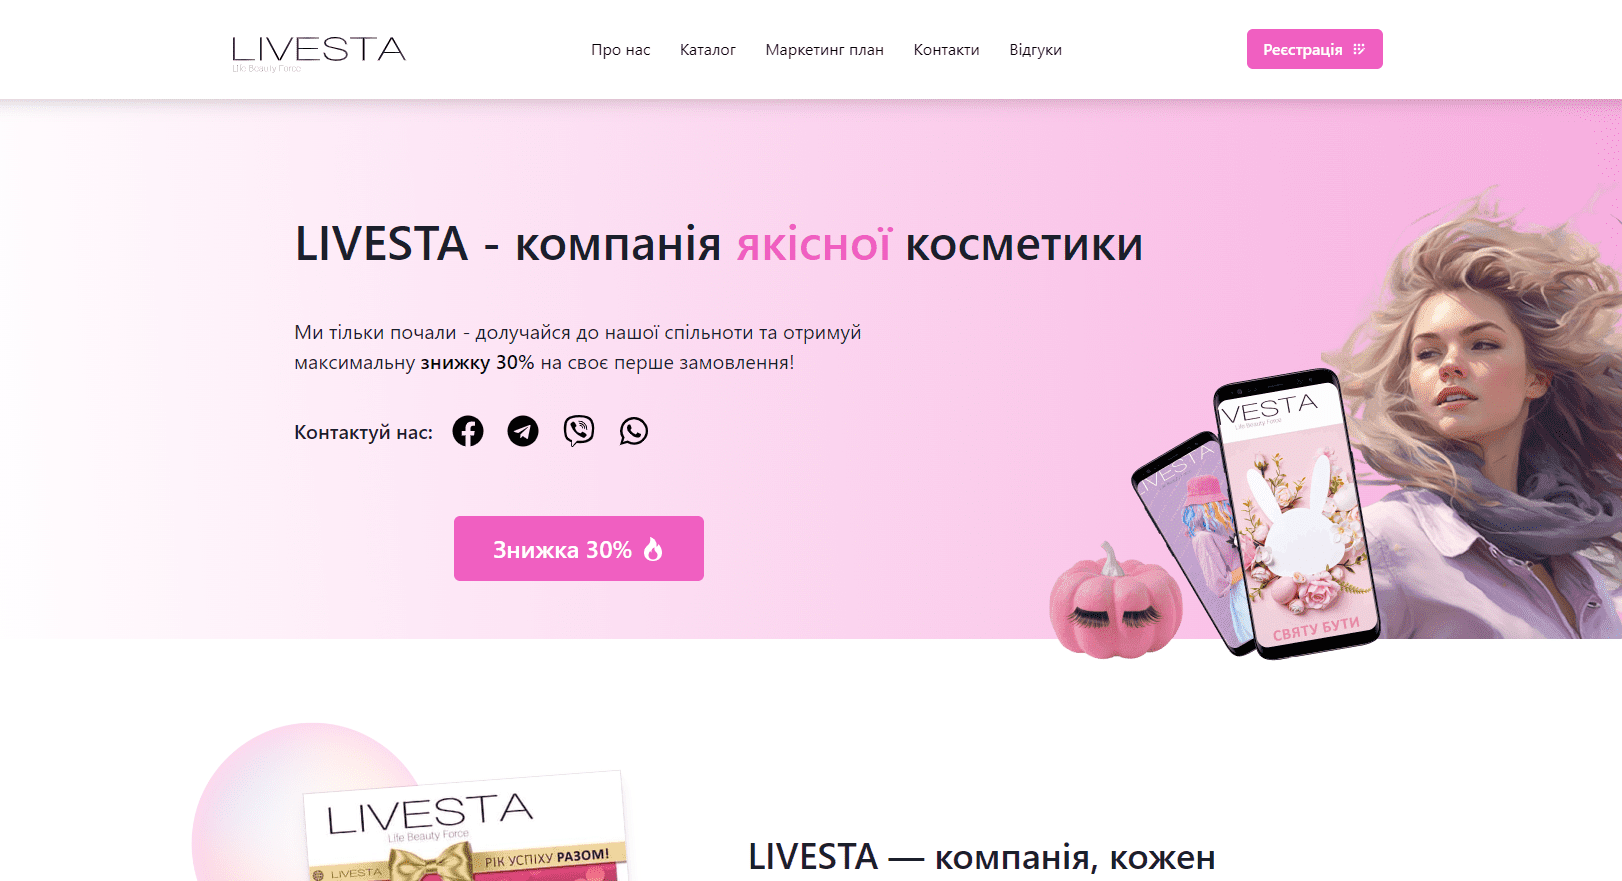 LIVESTA
Life Beauty Force
Про нас
Каталог
Маркетинг план
Контакти
Відгуки
Реєстрація
LIVESTA - компанія якісної косметики
Ми тільки почали - долучайся до нашої спільноти та отримуй
максимальну знижку 30% на своє перше замовлення!
Контактуй нас:
Знижка 30%
LIVESTA
VESTA
Life Beauty Force
СВЯТУ БУТИ
LIVESTA
Life Beauty Force
РІК УСПІХУ РАЗОМ!
LIVESTA
LIVESTA — компанія, кожен